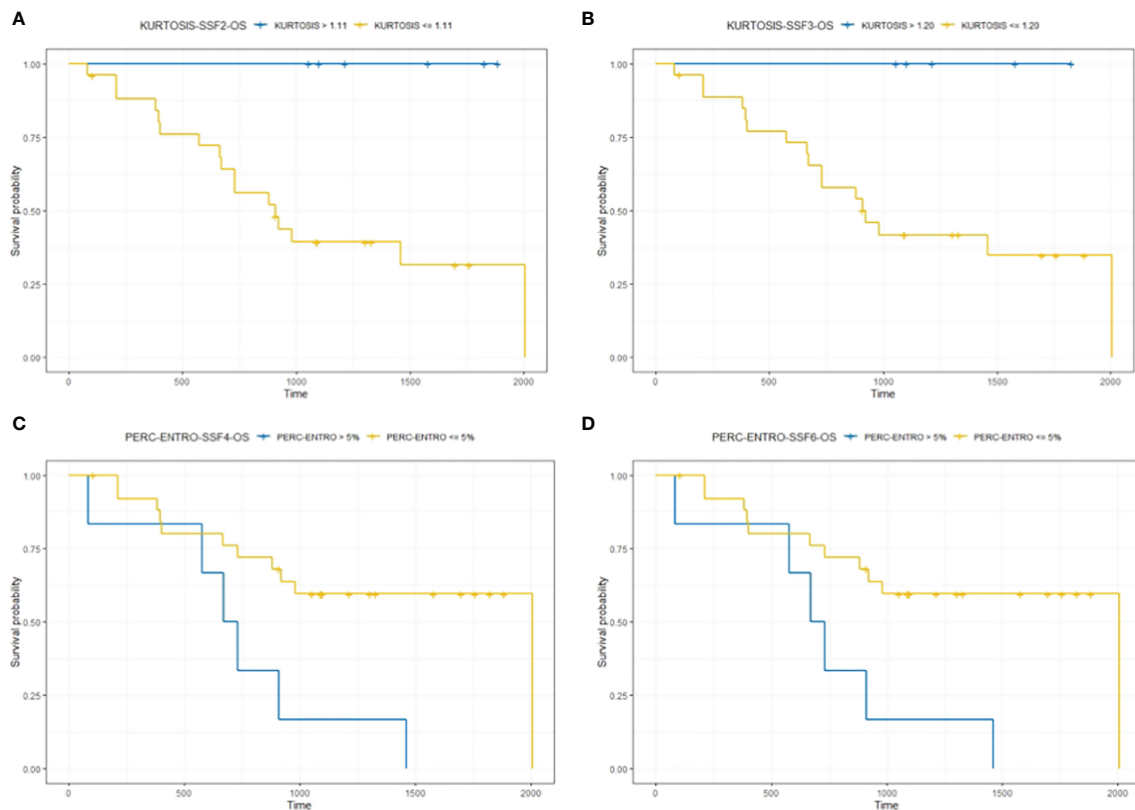 A
KURTOSIS-SSF2-OS KURTOSIS > 1.11 KURTOSIS <= 1.11
1.00
0.75
0.50
0.25
0.00
Survival probability
0 500 1000 1500 2000
Time
B
KURTOSIS-SSF3-OS KURTOSIS > 1.20 KURTOSIS <= 1.20
1.00
0.75
0.50
0.25
0.00
Survival probability
0 500 1000 1500 2000
Time
C
PERC-ENTRO-SSF4-OS PERC-ENTRO > 5% PERC-ENTRO <= 5%
1.00
0.75
0.50
0.25
0.00
Survival probability
0 500 1000 1500 2000
Time
D
PERC-ENTRO-SSF6-OS PERC-ENTRO > 5% PERC-ENTRO <= 5%
1.00
0.75
0.50
0.25
0.00
Survival probability
0 500 1000 1500 2000
Time